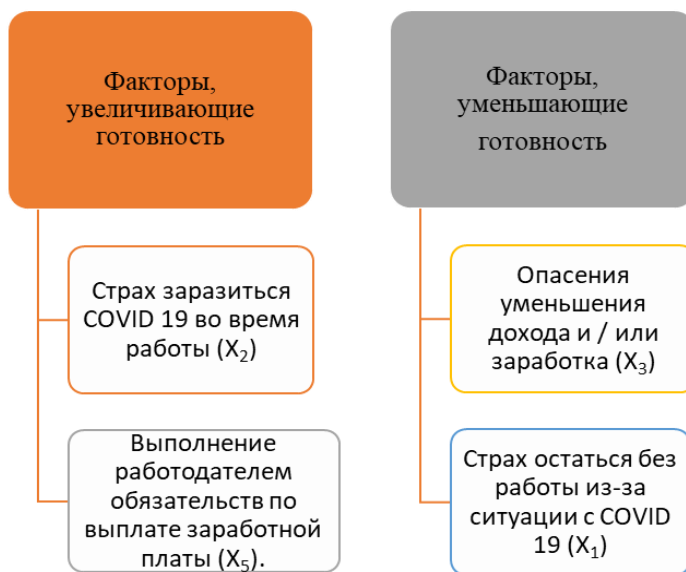 Факторы,
увеличивающие
готовность
Страх заразиться
COVID 19 во время
работы (X₂)
Выполнение
работодателем
обязательств по
выплате заработной
платы (X₅).
Факторы,
уменьшающие
готовность
Опасения
уменьшения
дохода и / или
заработка (X₃)
Страх остаться без
работы из-за
ситуации с COVID
19 (X₁)